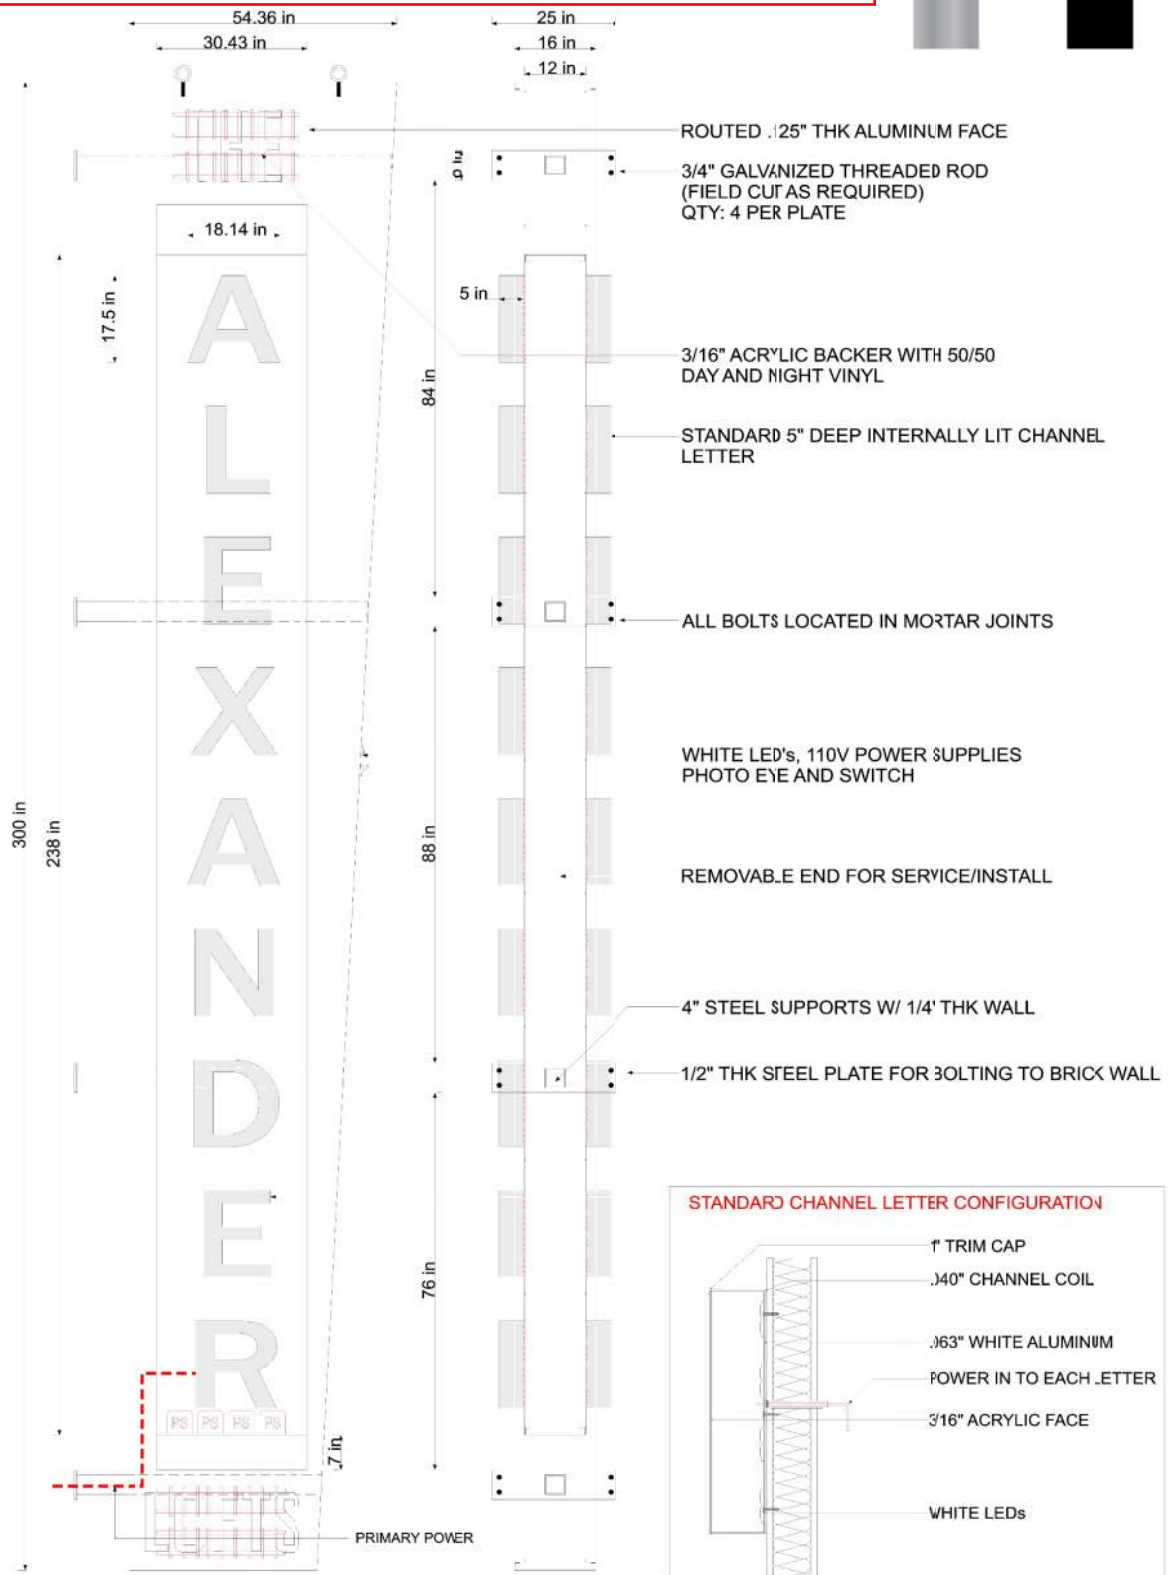 54.36 in
30.43 in
25 in
16 in
12 in
ROUTED .125" THK ALUMINUM FACE
3/4" GALVANIZED THREADED ROD
(FIELD CUT AS REQUIRED)
QTY: 4 PER PLATE
18.14 in
17.5 in
5 in
84 in
3/16" ACRYLIC BACKER WITH 50/50
DAY AND NIGHT VINYL
STANDARD 5" DEEP INTERNALLY LIT CHANNEL
LETTER
A
L
E
X
A
N
D
E
R
ALL BOLTS LOCATED IN MORTAR JOINTS
WHITE LED's, 110V POWER SUPPLIES
PHOTO EYE AND SWITCH
300 in
238 in
88 in
REMOVABLE END FOR SERVICE/INSTALL
4" STEEL SUPPORTS W/ 1/4' THK WALL
1/2" THK STEEL PLATE FOR BOLTING TO BRICK WALL
76 in
STANDARD CHANNEL LETTER CONFIGURATION
1" TRIM CAP
.040" CHANNEL COIL
.063" WHITE ALUMINUM
POWER IN TO EACH LETTER
3/16" ACRYLIC FACE
WHITE LEDs
PS PS PS PS
7 in
LIGHTS
PRIMARY POWER